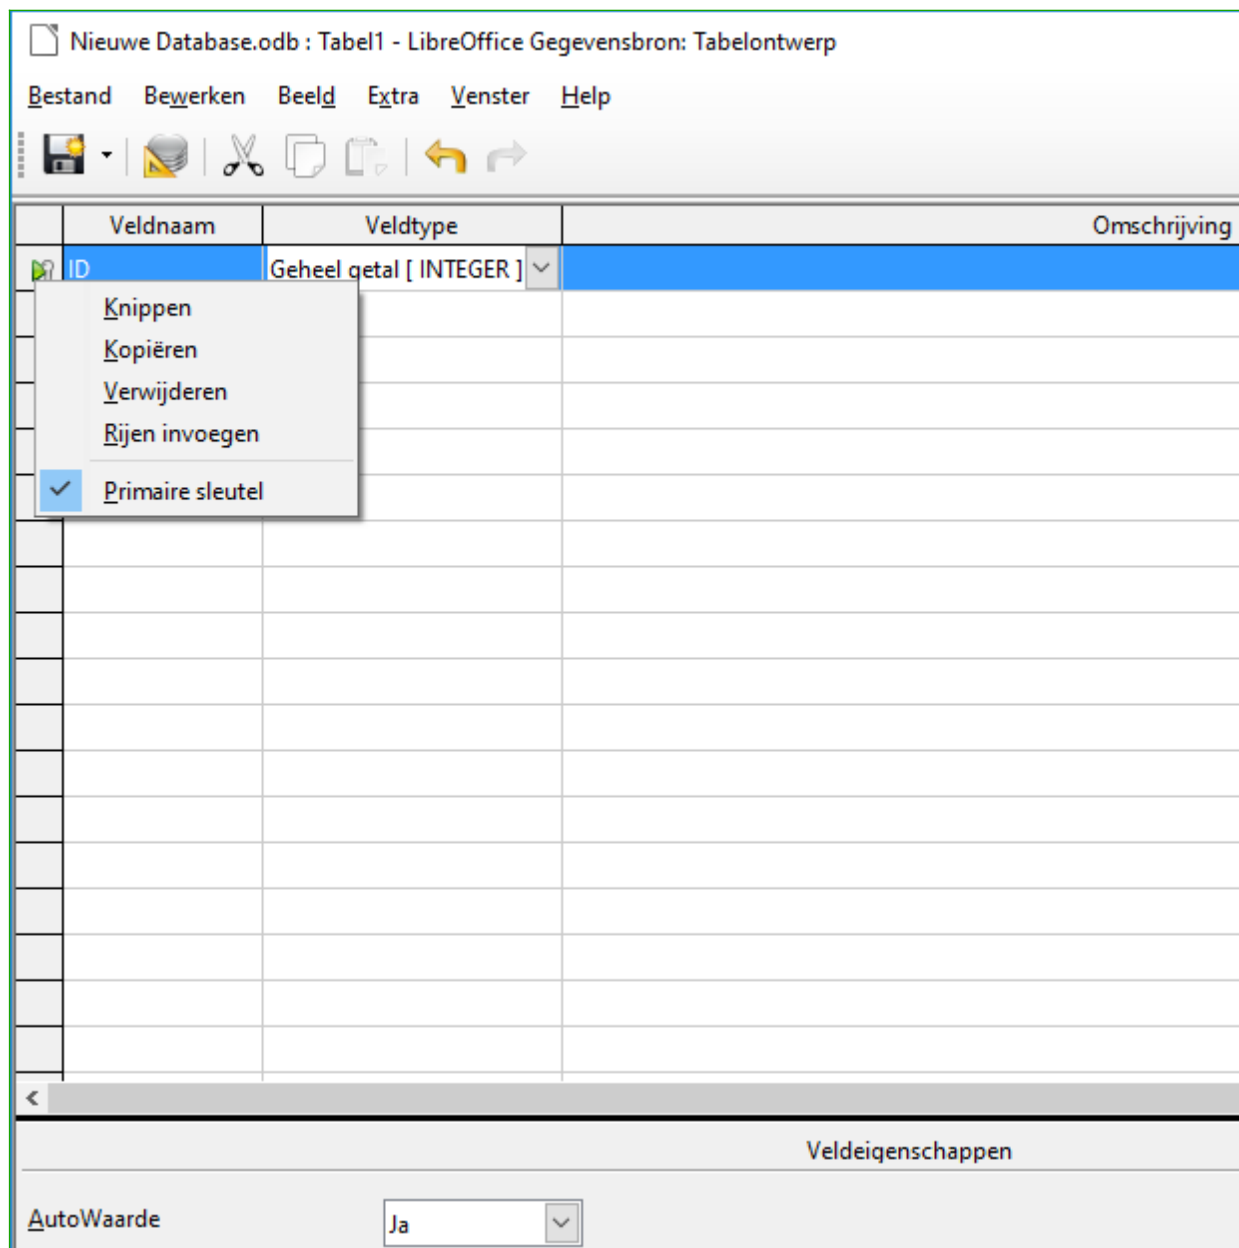 Nieuwe Database.odb : Tabel1 - LibreOffice Gegevensbron: Tabelontwerp
Bestand Bewerken Beeld Extra Venster Help
Veldnaam Veldtype Omschrijving
ID Geheel getal [ INTEGER ]
Knippen
Kopiëren
Verwijderen
Rijen invoegen
Primaire sleutel
Veldeigenschappen
AutoWaarde Ja